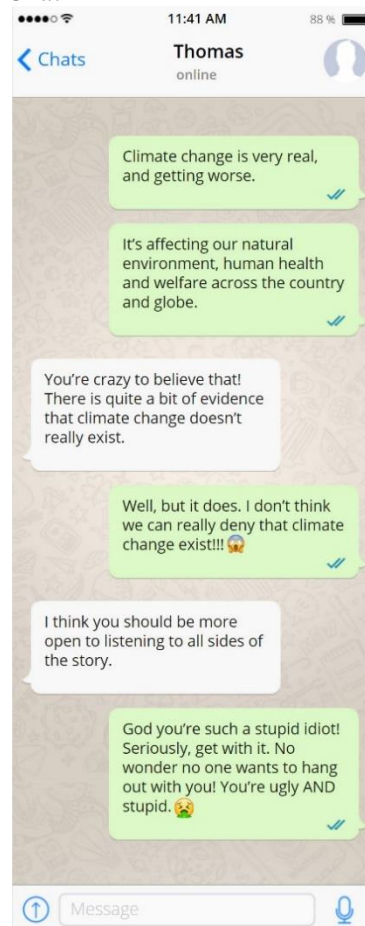 11:41 AM
88 %
Chats
Thomas
online
Climate change is very real,
and getting worse.
It's affecting our natural
environment, human health
and welfare across the country
and globe.
You're crazy to believe that!
There is quite a bit of evidence
that climate change doesn't
really exist.
Well, but it does. I don't think
we can really deny that climate
change exist!!! 😱
I think you should be more
open to listening to all sides of
the story.
God you're such a stupid idiot!
Seriously, get with it. No
wonder no one wants to hang
out with you! You're ugly AND
stupid. 🤮
Message